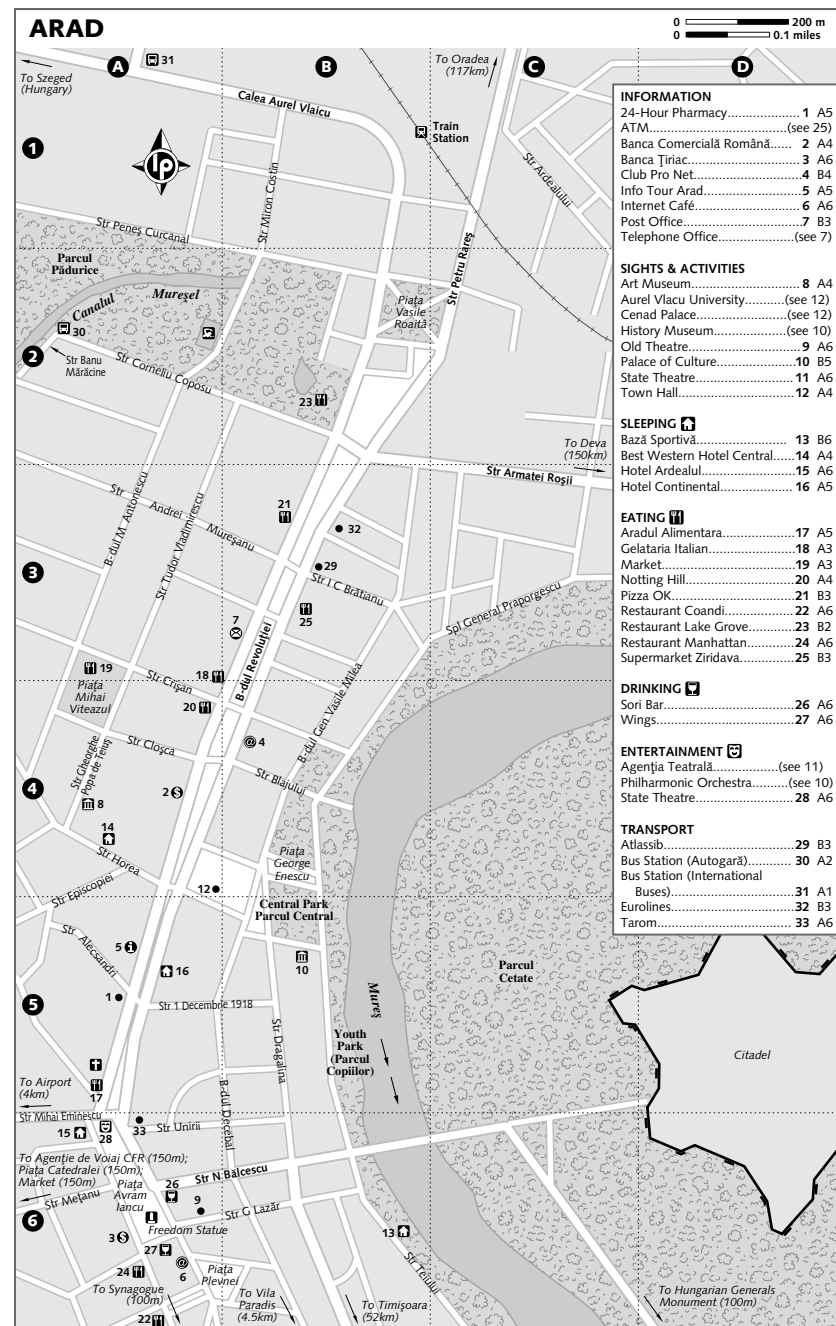 ARAD
0 200 m
0 0.1 miles
A
B
C
D
1
2
3
4
5
6
To Szeged
(Hungary)
31
Calea Aurel Vlaicu
To Oradea
(117km)
Train
Station
lp
Str Miron Costin
Str Ardealului
Str Peneș Curcanal
Parcul
Pădurice
Canalul Mureșel
Str Petru Rareș
Piaţa
Vasile
Roaită
30
Str Banu
Mărăcine
Str Corneliu Coposu
23
To Deva
(150km)
Str Armatei Roșii
B-dul M. Antonescu
Str Andrei Mureșanu
Str Tudor Vladimirescu
21
32
29
Str I C Brătianu
25
Spl General Praporgescu
7
B-dul Revoluţiei
19
Piaţa
Mihai
Viteazul
Str Crișan
18
20
B-dul Gen Vasile Milea
Str Cloșca
4
Str Blajului
Str Gheorghe
Popa de Teiuș
2
8
14
Str Horea
Piaţa
George
Enescu
Str Episcopiei
12
Central Park
Parcul Central
Str Alecsandri
5
16
10
Parcul
Cetate
1
Str 1 Decembrie 1918
Str Dragalina
Mureș
Youth
Park
(Parcul
Copiilor)
Citadel
To Airport
(4km)
17
Str Mihai Eminescu
B-dul Decebal
15
28
33
Str Unirii
To Agenţie de Voiaj CFR (150m);
Piaţa Catedralei (150m);
Market (150m)
Str N Bălcescu
Piaţa
Avram
Iancu
26
Str Meţanu
9
Str G Lazăr
Freedom Statue
13
3
27
6
Piaţa
Plevnei
Str Teiului
24
To Synagogue
(100m)
22
To Vila
Paradis
(4.5km)
To Timișoara
(52km)
To Hungarian Generals
Monument (100m)
INFORMATION
24-Hour Pharmacy 1 A5
ATM (see 25)
Banca Comercială Română 2 A4
Banca Ţiriac 3 A6
Club Pro Net 4 B4
Info Tour Arad 5 A5
Internet Café 6 A6
Post Office 7 B3
Telephone Office (see 7)
SIGHTS & ACTIVITIES
Art Museum 8 A4
Aurel Vlacu University (see 12)
Cenad Palace (see 12)
History Museum (see 10)
Old Theatre 9 A6
Palace of Culture 10 B5
State Theatre 11 A6
Town Hall 12 A4
SLEEPING
Bază Sportivă 13 B6
Best Western Hotel Central 14 A4
Hotel Ardealul 15 A6
Hotel Continental 16 A5
EATING
Aradul Alimentara 17 A5
Gelataria Italian 18 A3
Market 19 A3
Notting Hill 20 A4
Pizza OK 21 B3
Restaurant Coandi 22 A6
Restaurant Lake Grove 23 B2
Restaurant Manhattan 24 A6
Supermarket Ziridava 25 B3
DRINKING
Sori Bar 26 A6
Wings 27 A6
ENTERTAINMENT
Agenţia Teatrală (see 11)
Philharmonic Orchestra (see 10)
State Theatre 28 A6
TRANSPORT
Atlassib 29 B3
Bus Station (Autogară) 30 A2
Bus Station (International
Buses) 31 A1
Eurolines 32 B3
Tarom 33 A6